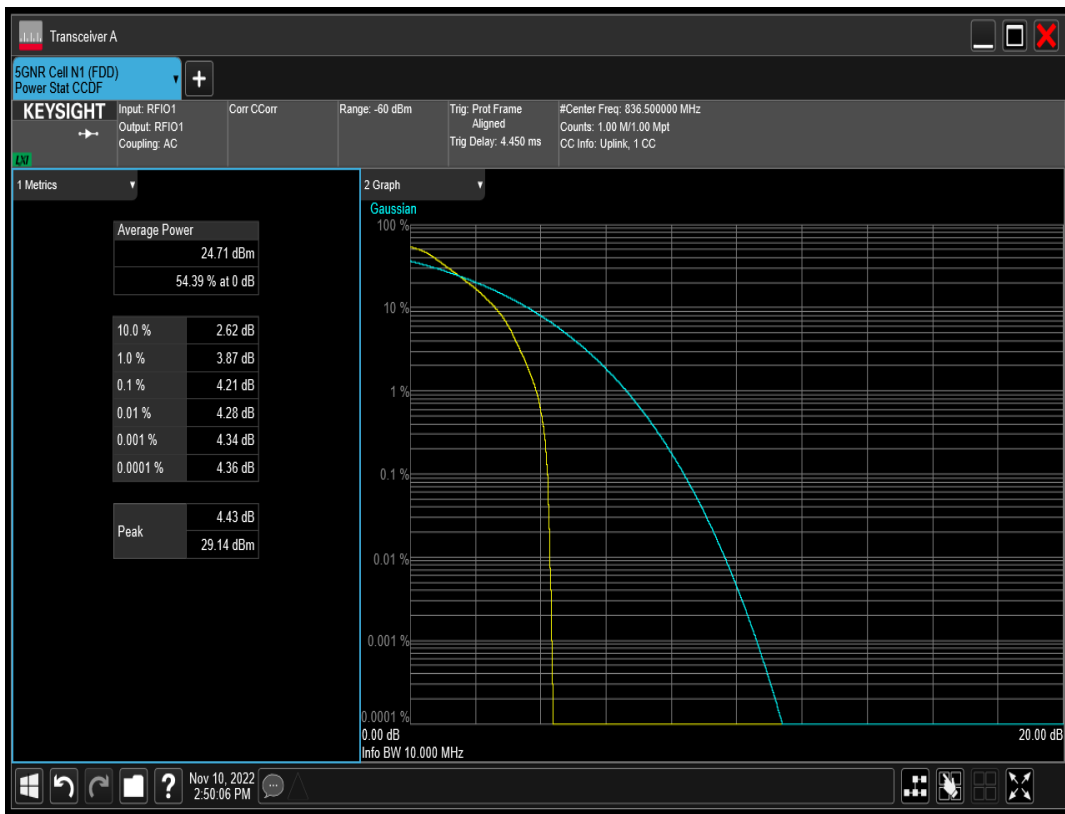 Transceiver A
5GNR Cell N1 (FDD)
Power Stat CCDF
+
KEYSIGHT
LXI
Input: RFIO1
Output: RFIO1
Coupling: AC
Corr CCorr
Range: -60 dBm
Trig: Prot Frame
Aligned
Trig Delay: 4.450 ms
#Center Freq: 836.500000 MHz
Counts: 1.00 M/1.00 Mpt
CC Info: Uplink, 1 CC
1 Metrics
Average Power
24.71 dBm
54.39 % at 0 dB
10.0 % 2.62 dB
1.0 % 3.87 dB
0.1 % 4.21 dB
0.01 % 4.28 dB
0.001 % 4.34 dB
0.0001 % 4.36 dB
Peak 4.43 dB
29.14 dBm
2 Graph
Gaussian
100 %
10 %
1 %
0.1 %
0.01 %
0.001 %
0.0001 %
0.00 dB 20.00 dB
Info BW 10.000 MHz
?
Nov 10, 2022
2:50:06 PM